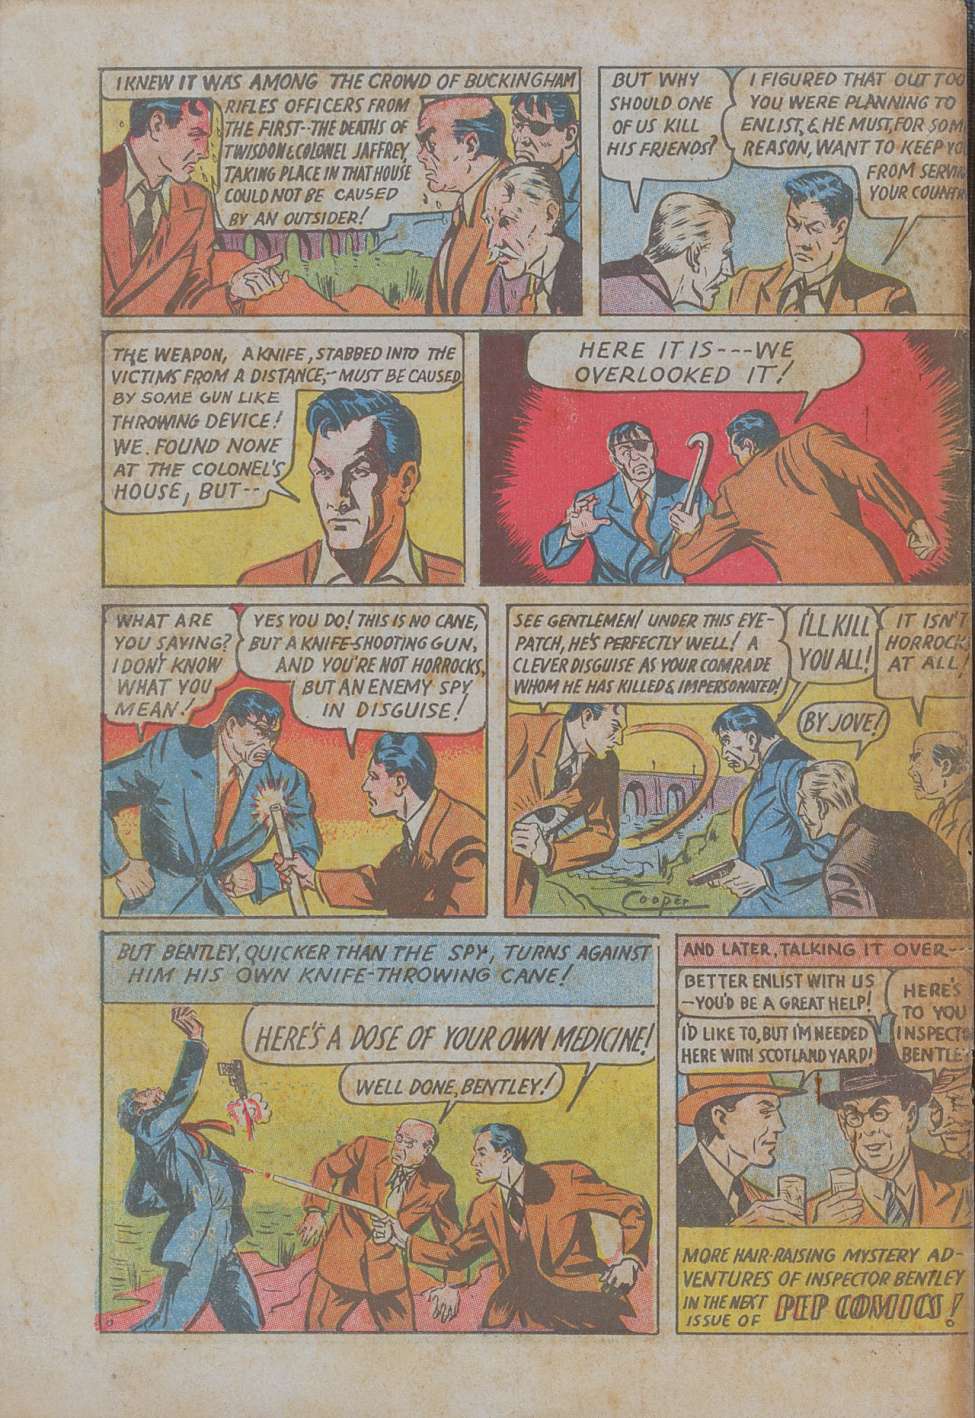 I KNEW IT WAS AMONG THE CROWD OF BUCKINGHAM
RIFLES OFFICERS FROM
THE FIRST--THE DEATHS OF
TWISDON & COLONEL JAFFREY,
TAKING PLACE IN THAT HOUSE
COULD NOT BE CAUSED
BY AN OUTSIDER!
BUT WHY
SHOULD ONE
OF US KILL
HIS FRIENDS?
I FIGURED THAT OUT TOO
YOU WERE PLANNING TO
ENLIST, & HE MUST, FOR SOM
REASON, WANT TO KEEP YO
FROM SERVIN
YOUR COUNTR
THE WEAPON, A KNIFE, STABBED INTO THE
VICTIMS FROM A DISTANCE,- MUST BE CAUSED
BY SOME GUN LIKE
THROWING DEVICE!
WE. FOUND NONE
AT THE COLONEL'S
HOUSE, BUT--
HERE IT IS---WE
OVERLOOKED IT!
WHAT ARE
YOU SAYING?
I DON'T KNOW
WHAT YOU
MEAN!
YES YOU DO! THIS IS NO CANE,
BUT A KNIFE-SHOOTING GUN,
AND YOU'RE NOT HORROCKS,
BUT AN ENEMY SPY
IN DISGUISE!
SEE GENTLEMEN! UNDER THIS EYE-
PATCH, HE'S PERFECTLY WELL! A
CLEVER DISGUISE AS YOUR COMRADE
WHOM HE HAS KILLED & IMPERSONATED!
I'LL KILL
YOU ALL!
BY JOVE!
IT ISN'T
HORROCKS
AT ALL!
Cooper
BUT BENTLEY, QUICKER THAN THE SPY, TURNS AGAINST
HIM HIS OWN KNIFE-THROWING CANE!
HERE'S A DOSE OF YOUR OWN MEDICINE!
WELL DONE, BENTLEY!
AND LATER, TALKING IT OVER--
BETTER ENLIST WITH US
-YOU'D BE A GREAT HELP!
I'D LIKE TO, BUT I'M NEEDED
HERE WITH SCOTLAND YARD!
HERE'S
TO YOU
INSPECTO
BENTLE
MORE HAIR-RAISING MYSTERY AD-
VENTURES OF INSPECTOR BENTLEY
IN THE NEXT
ISSUE OF PEP COMICS!